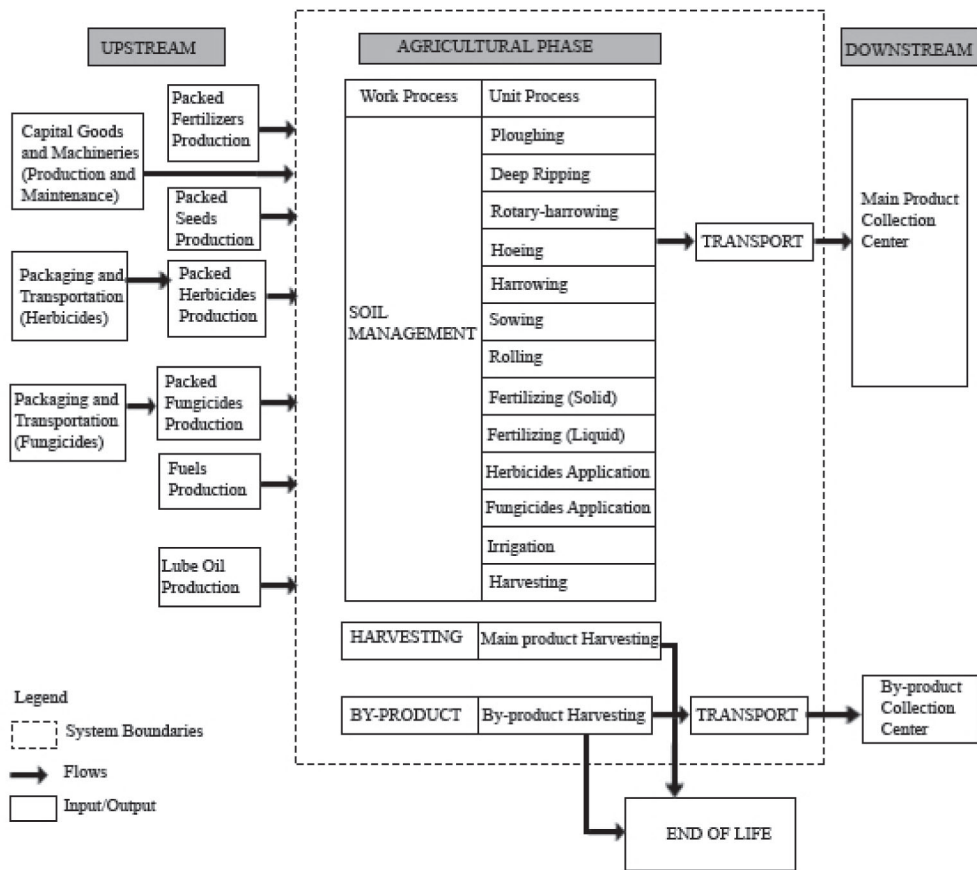 UPSTREAM
AGRICULTURAL PHASE
DOWNSTREAM
Packed
Fertilizers
Production
Capital Goods
and Machineries
(Production and
Maintenance)
Packed
Seeds
Production
Packaging and
Transportation
(Herbicides)
Packed
Herbicides
Production
Packaging and
Transportation
(Fungicides)
Packed
Fungicides
Production
Fuels
Production
Lube Oil
Production
Work Process
Unit Process
SOIL
MANAGEMENT
Ploughing
Deep Ripping
Rotary-harrowing
Hoeing
Harrowing
Sowing
Rolling
Fertilizing (Solid)
Fertilizing (Liquid)
Herbicides Application
Fungicides Application
Irrigation
Harvesting
TRANSPORT
Main Product
Collection
Center
HARVESTING
Main product Harvesting
BY-PRODUCT
By-product Harvesting
TRANSPORT
By-product
Collection
Center
END OF LIFE
Legend
System Boundaries
Flows
Input/Output